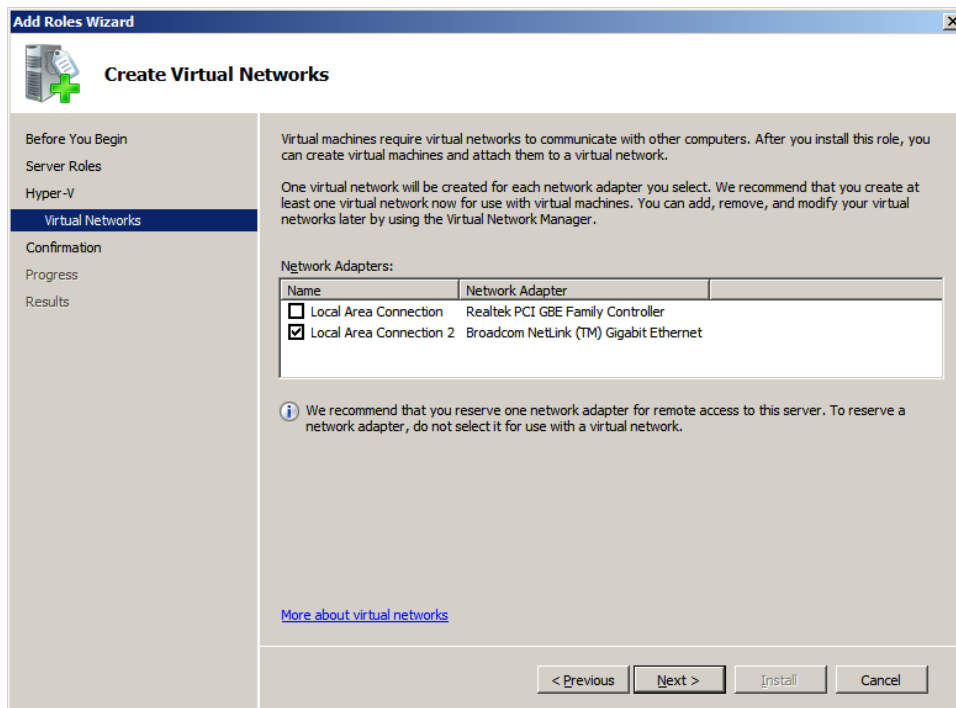 Add Roles Wizard
Create Virtual Networks
Before You Begin
Server Roles
Hyper-V
Virtual Networks
Confirmation
Progress
Results
Virtual machines require virtual networks to communicate with other computers. After you install this role, you
can create virtual machines and attach them to a virtual network.
One virtual network will be created for each network adapter you select. We recommend that you create at
least one virtual network now for use with virtual machines. You can add, remove, and modify your virtual
networks later by using the Virtual Network Manager.
Network Adapters:
Name Network Adapter
Local Area Connection Realtek PCI GBE Family Controller
Local Area Connection 2 Broadcom NetLink (TM) Gigabit Ethernet
We recommend that you reserve one network adapter for remote access to this server. To reserve a
network adapter, do not select it for use with a virtual network.
More about virtual networks
< Previous Next > Install Cancel